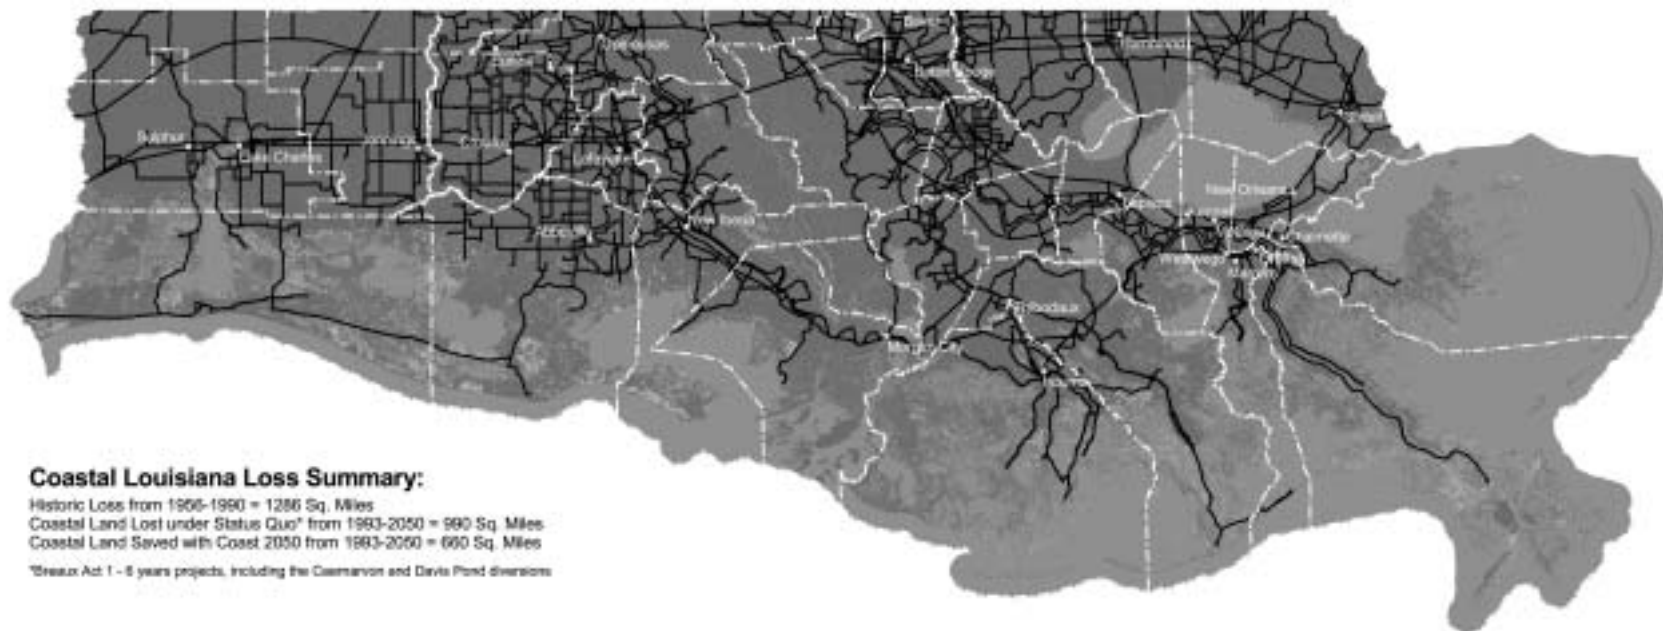 Opelousas
Hammond
Baton Rouge
Sulphur
Lake Charles
Jennings
Crowley
Lafayette
New Orleans
New Iberia
Laplace
Abbeville
Chalmette
Westwego
Thibodaux
Morgan City
Houma
Coastal Louisiana Loss Summary:
Historic Loss from 1956-1990 = 1286 Sq. Miles
Coastal Land Lost under Status Quo* from 1993-2050 = 990 Sq. Miles
Coastal Land Saved with Coast 2050 from 1993-2050 = 660 Sq. Miles
*Breaux Act 1 - 6 years projects, including the Caernarvon and Davis Pond diversions